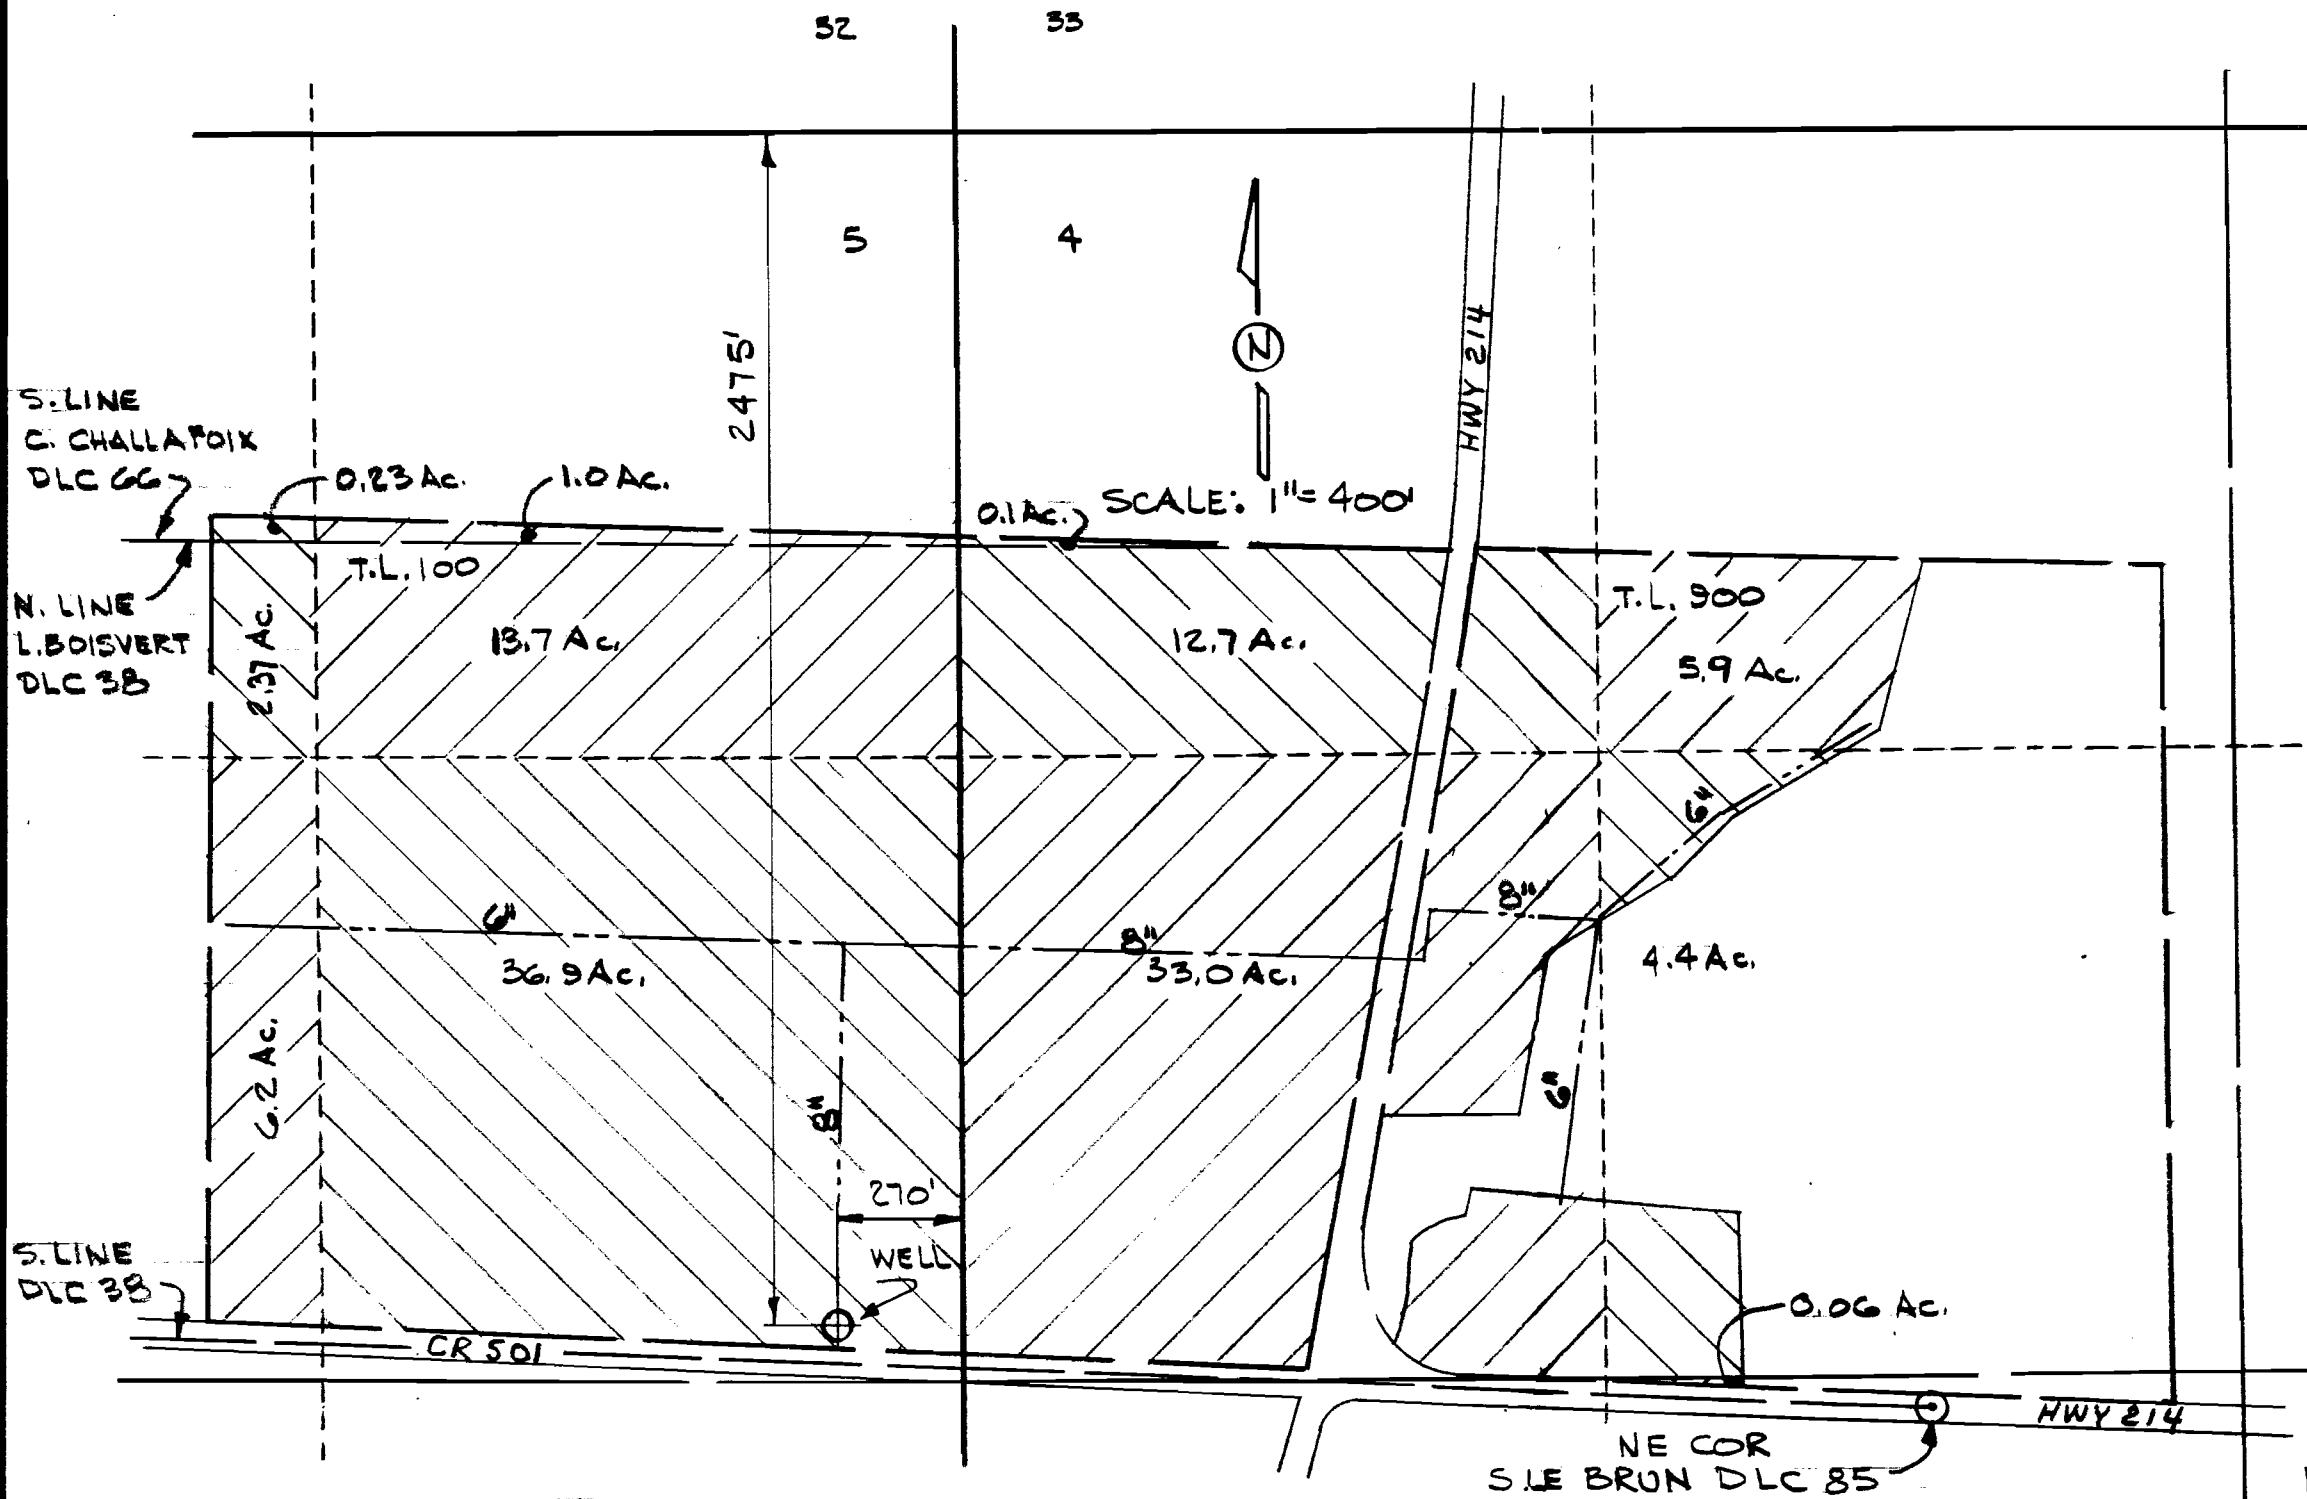 32
33
5
4
N
2475'
HWY 214
S. LINE
C. CHALLAFOIX
DLC 66
0.23 Ac.
1.0 Ac.
0.1 Ac.
SCALE: 1"= 400'
T.L. 100
T.L. 900
N. LINE
L. BOISVERT
DLC 38
2.37 Ac.
13.7 Ac.
12.7 Ac.
5.9 Ac.
6"
8"
6"
8"
36.9 Ac.
33.0 Ac.
4.4 Ac.
6.2 Ac.
8"
6"
270'
WELL
S. LINE
DLC 38
0.06 Ac.
CR 501
HWY 214
NE COR
S. LE BRUN DLC 85